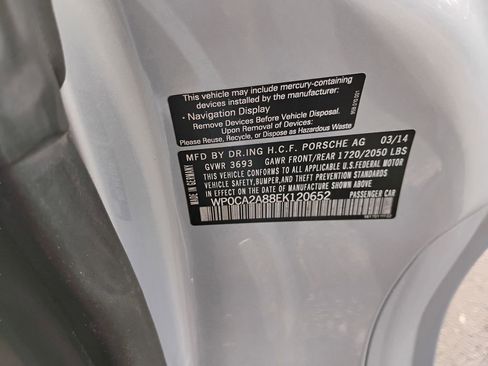 This vehicle may include mercury-containing
devices installed by the manufacturer:
- Navigation Display
Remove Devices Before Vehicle Disposal.
Upon Removal of Devices:
Please Reuse, Recycle or Dispose as Hazardous Waste
958 010 001
MADE IN GERMANY
MFD BY DR.ING H.C.F. PORSCHE AG 03/14
GVWR 3693 GAWR FRONT/REAR 1720/2050 LBS
THIS VEHICLE CONFORMS TO ALL APPLICABLE U.S.FEDERAL MOTOR
VEHICLE SAFETY,BUMPER,AND THEFT PREVENTION STANDARDS
IN EFFECT ON THE DATE OF MANUFACTURE SHOWN ABOVE
WP0CA2A88EK120652 PASSENGER CAR